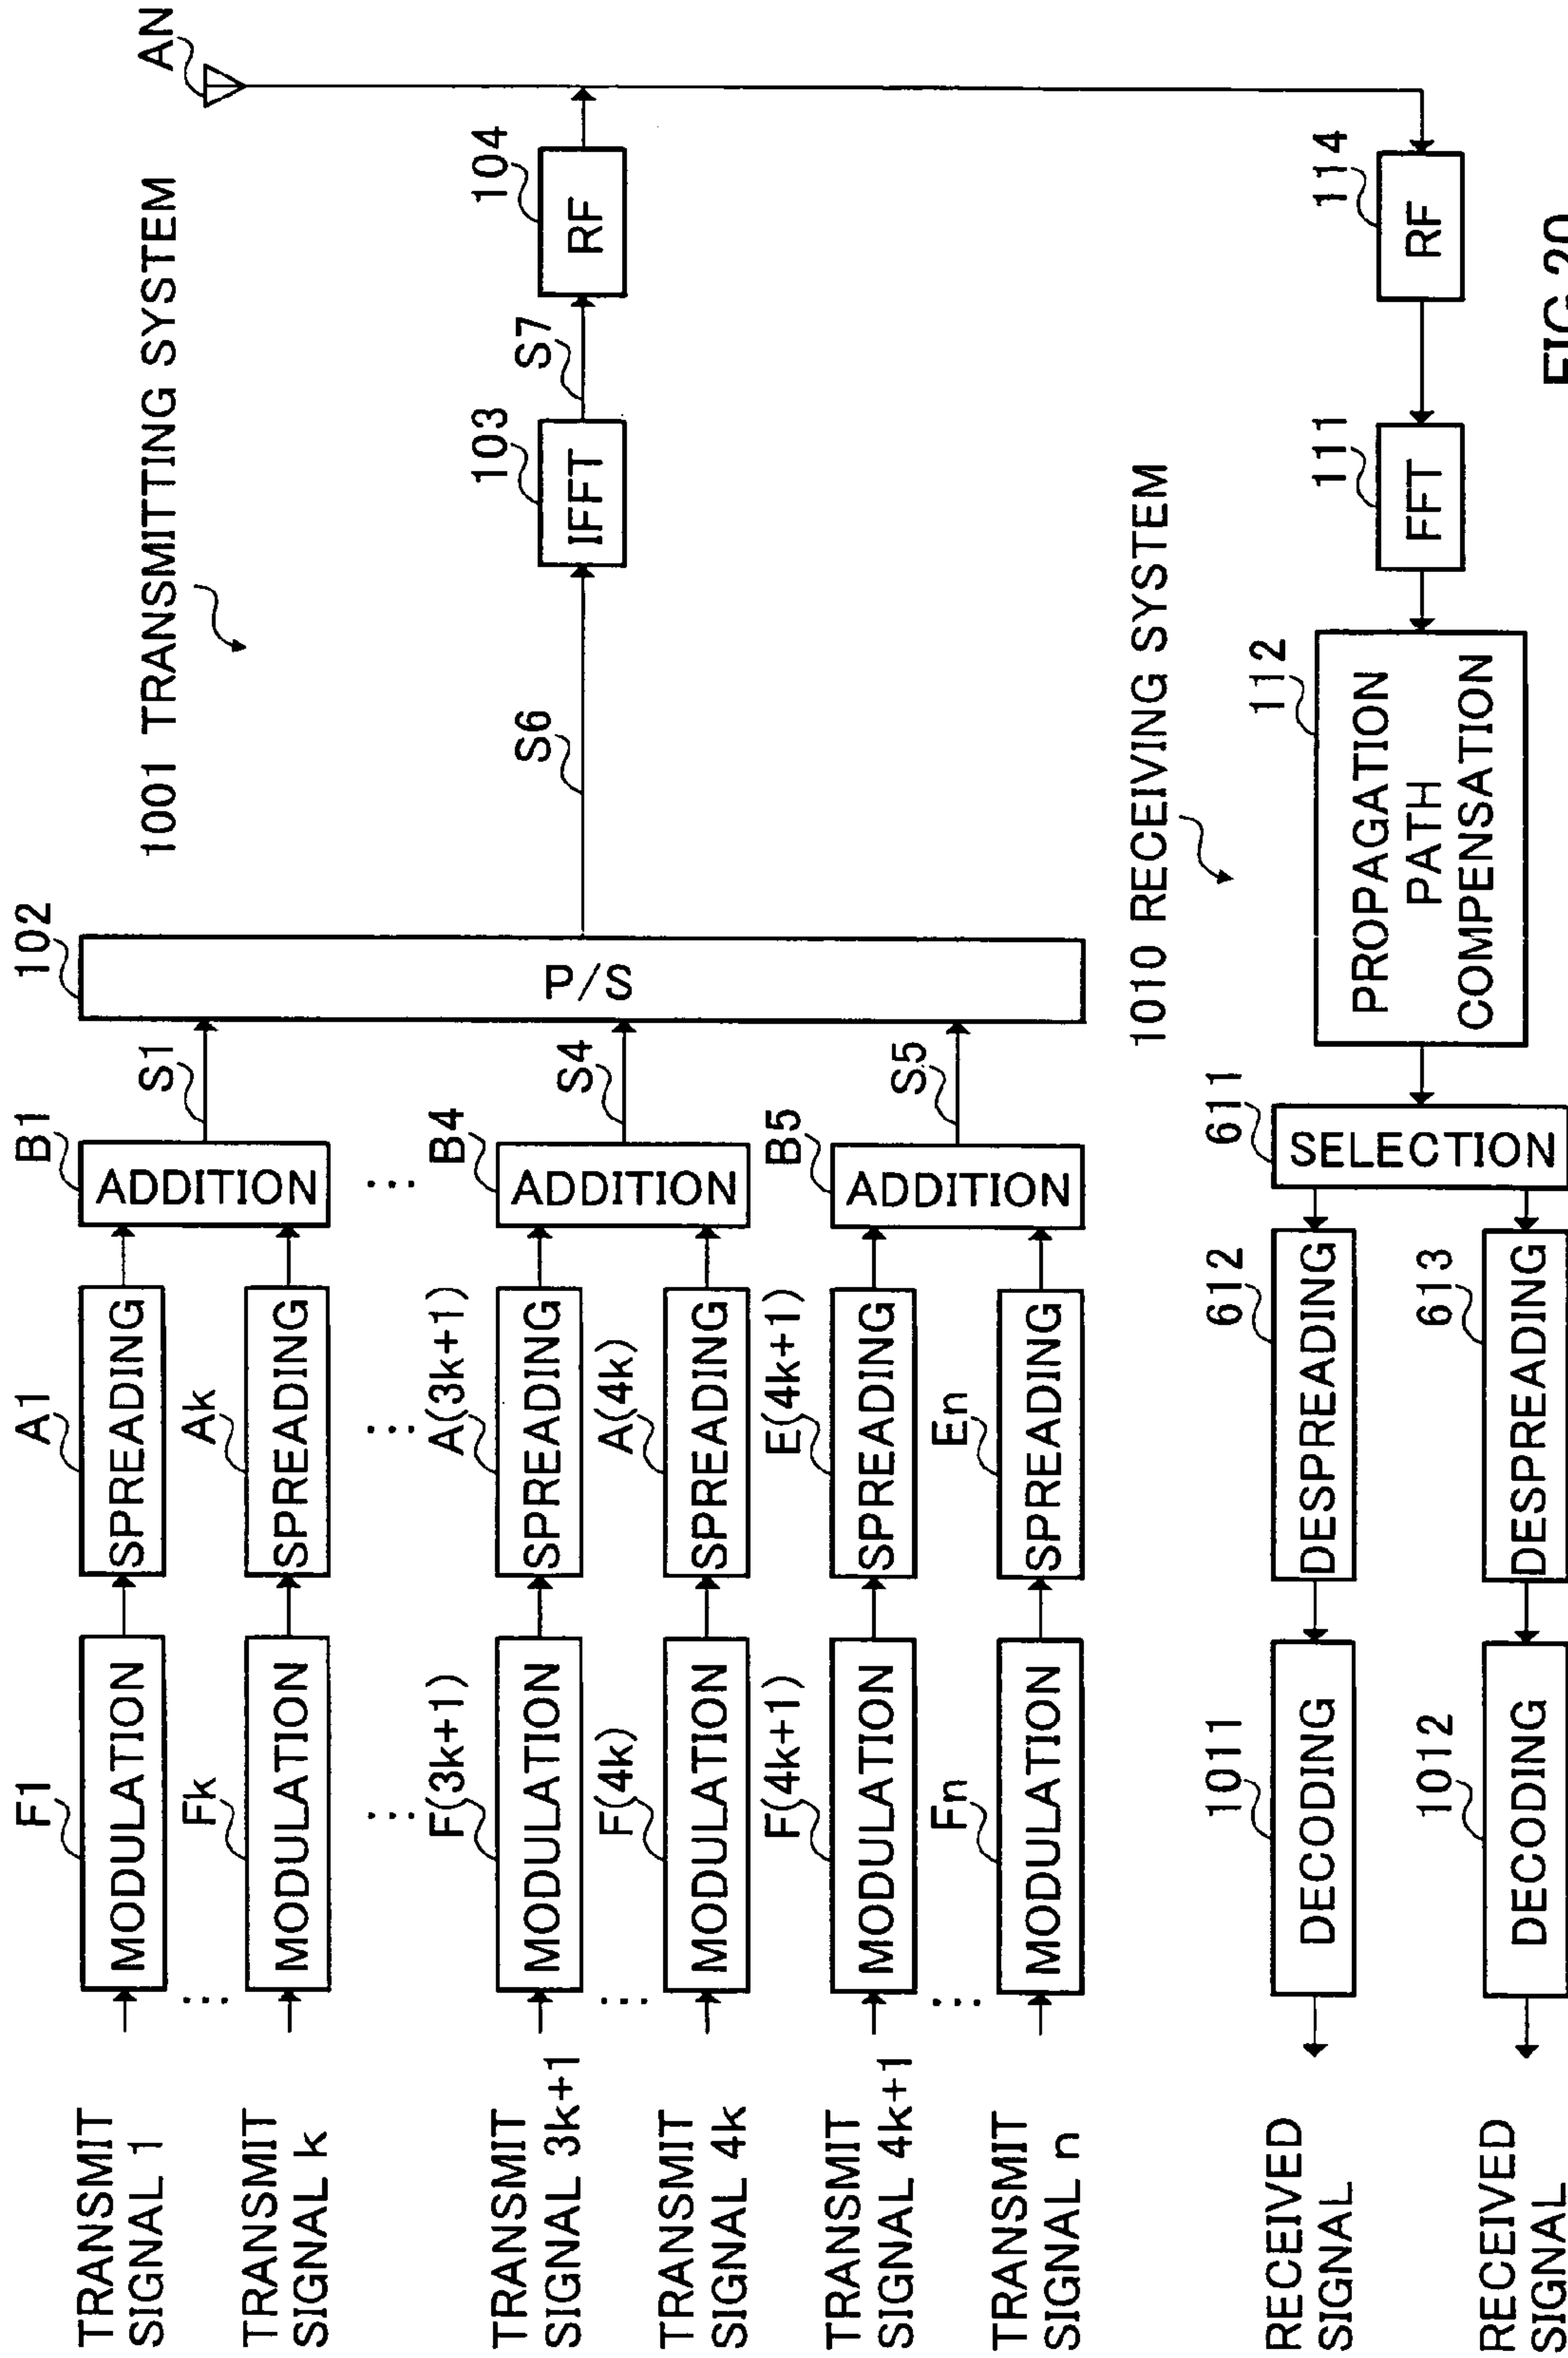 1001 TRANSMITTING SYSTEM
AN
TRANSMIT
SIGNAL 1
F1
MODULATION
A1
SPREADING
B1
ADDITION
S1
102
P/S
...
TRANSMIT
SIGNAL k
Fk
MODULATION
Ak
SPREADING
...
...
...
TRANSMIT
SIGNAL 3k+1
F(3k+1)
MODULATION
A(3k+1)
SPREADING
B4
ADDITION
S4
S6
103
IFFT
S7
104
RF
...
TRANSMIT
SIGNAL 4k
F(4k)
MODULATION
A(4k)
SPREADING
TRANSMIT
SIGNAL 4k+1
F(4k+1)
MODULATION
E(4k+1)
SPREADING
B5
ADDITION
S5
...
TRANSMIT
SIGNAL n
Fn
MODULATION
En
SPREADING
1010 RECEIVING SYSTEM
RECEIVED
SIGNAL
1011
DECODING
612
DESPREADING
611
SELECTION
112
PROPAGATION
PATH
COMPENSATION
111
FFT
114
RF
RECEIVED
SIGNAL
1012
DECODING
613
DESPREADING
FIG.20